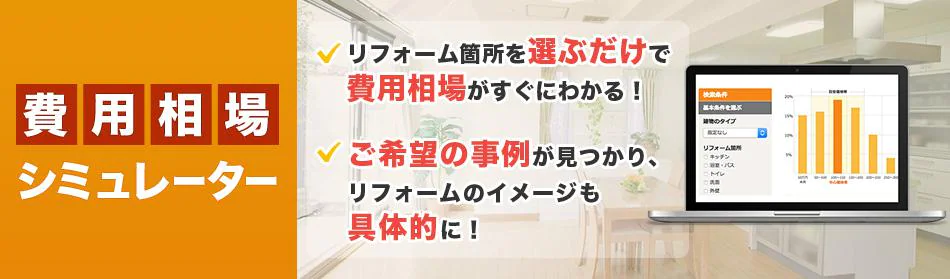 費用相場
シミュレーター
リフォーム箇所を選ぶだけで
費用相場がすぐにわかる！
ご希望の事例が見つかり、
リフォームのイメージも
具体的に！
検索条件
基本条件を選ぶ
建物のタイプ
指定なし
リフォーム箇所
キッチン
浴室・バス
トイレ
洗面
外壁
20%
15%
10%
5%